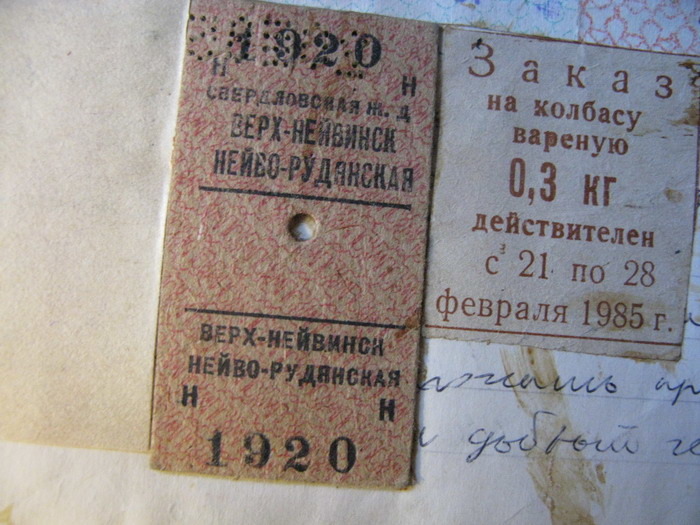 1920
Н Н
СВЕРДЛОВСКАЯ Ж. Д
ВЕРХ-НЕЙВИНСК
НЕЙВО-РУДЯНСКАЯ
ВЕРХ-НЕЙВИНСК
НЕЙВО-РУДЯНСКАЯ
Н Н
1920
Заказ
на колбасу
вареную
0,3 кг
действителен
с 21 по 28
февраля 1985 г.
добрый